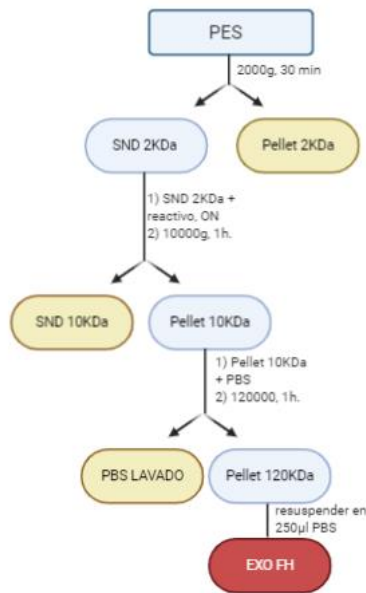 PES
2000g, 30 min
SND 2KDa
Pellet 2KDa
1) SND 2KDa +
reactivo, ON
2) 10000g, 1h.
SND 10KDa
Pellet 10KDa
1) Pellet 10KDa
+ PBS
2) 120000, 1h.
PBS LAVADO
Pellet 120KDa
resuspender en
250µl PBS
EXO FH